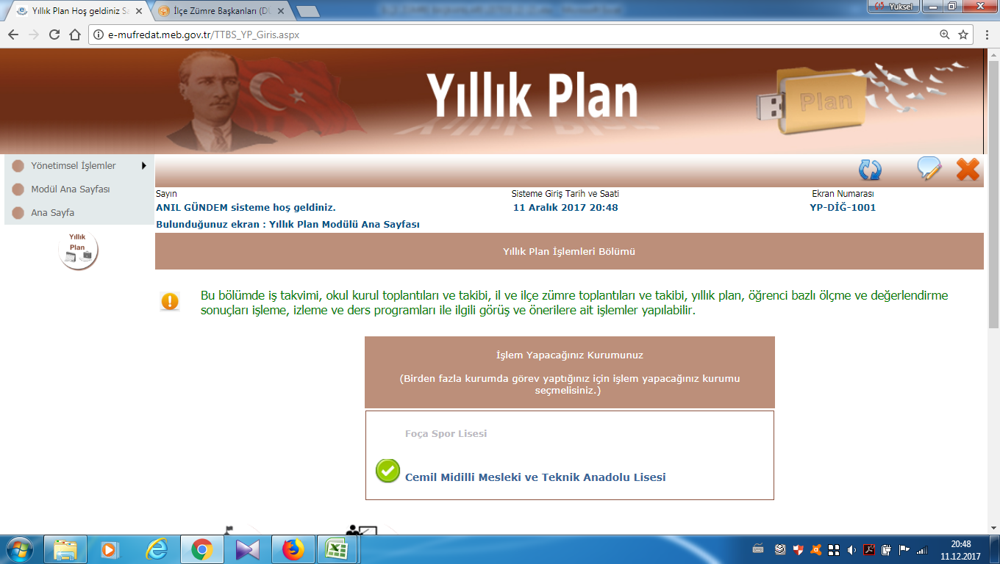 Yıllık Plan Hoş geldiniz Sa
İlçe Zümre Başkanları (DU
Yüksel
e-mufredat.meb.gov.tr/TTBS_YP_Giris.aspx
Yıllık Plan
Plan
Yönetimsel İşlemler
Modül Ana Sayfası
Ana Sayfa
Yıllık
Plan
Sayın
Sisteme Giriş Tarih ve Saati
Ekran Numarası
ANIL GÜNDEM sisteme hoş geldiniz.
11 Aralık 2017 20:48
YP-DİĞ-1001
Bulunduğunuz ekran : Yıllık Plan Modülü Ana Sayfası
Yıllık Plan İşlemleri Bölümü
Bu bölümde iş takvimi, okul kurul toplantıları ve takibi, il ve ilçe zümre toplantıları ve takibi, yıllık plan, öğrenci bazlı ölçme ve değerlendirme
sonuçları işleme, izleme ve ders programları ile ilgili görüş ve önerilere ait işlemler yapılabilir.
İşlem Yapacağınız Kurumunuz
(Birden fazla kurumda görev yaptığınız için işlem yapacağınız kurumu
seçmelisiniz.)
Foça Spor Lisesi
Cemil Midilli Mesleki ve Teknik Anadolu Lisesi
20:48
11.12.2017